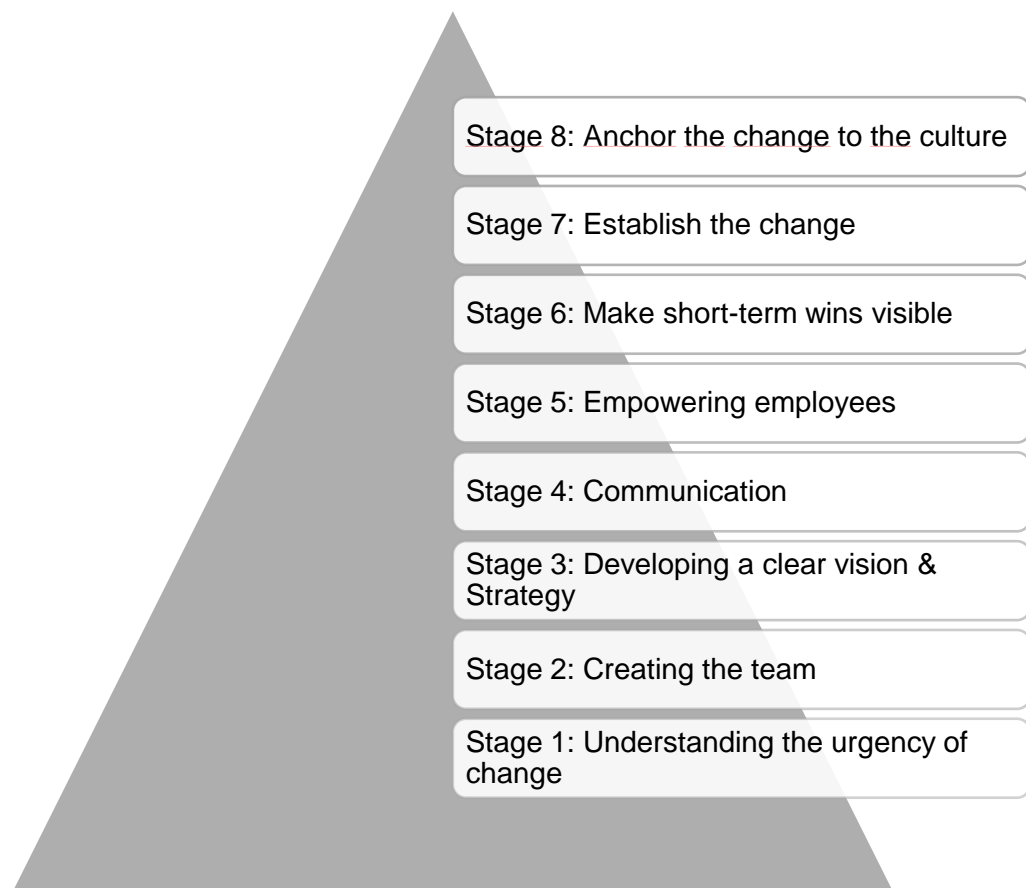 Stage 8: Anchor the change to the culture
Stage 7: Establish the change
Stage 6: Make short-term wins visible
Stage 5: Empowering employees
Stage 4: Communication
Stage 3: Developing a clear vision &
Strategy
Stage 2: Creating the team
Stage 1: Understanding the urgency of
change